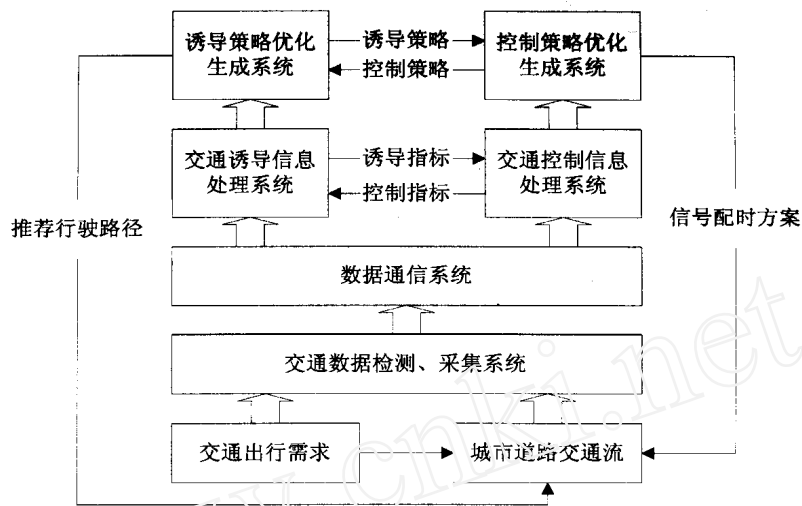 诱导策略优化
生成系统
诱导策略
控制策略
控制策略优化
生成系统
交通诱导信息
处理系统
诱导指标
控制指标
交通控制信息
处理系统
推荐行驶路径
信号配时方案
数据通信系统
交通数据检测、采集系统
交通出行需求
城市道路交通流
www.cnki.net